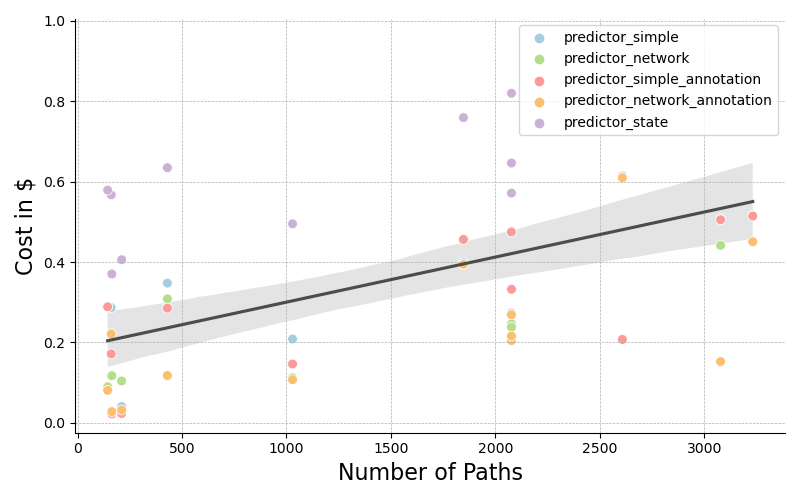 1.0
0.8
0.6
0.4
0.2
0.0
Cost in $
predictor_simple
predictor_network
predictor_simple_annotation
predictor_network_annotation
predictor_state
0 500 1000 1500 2000 2500 3000
Number of Paths